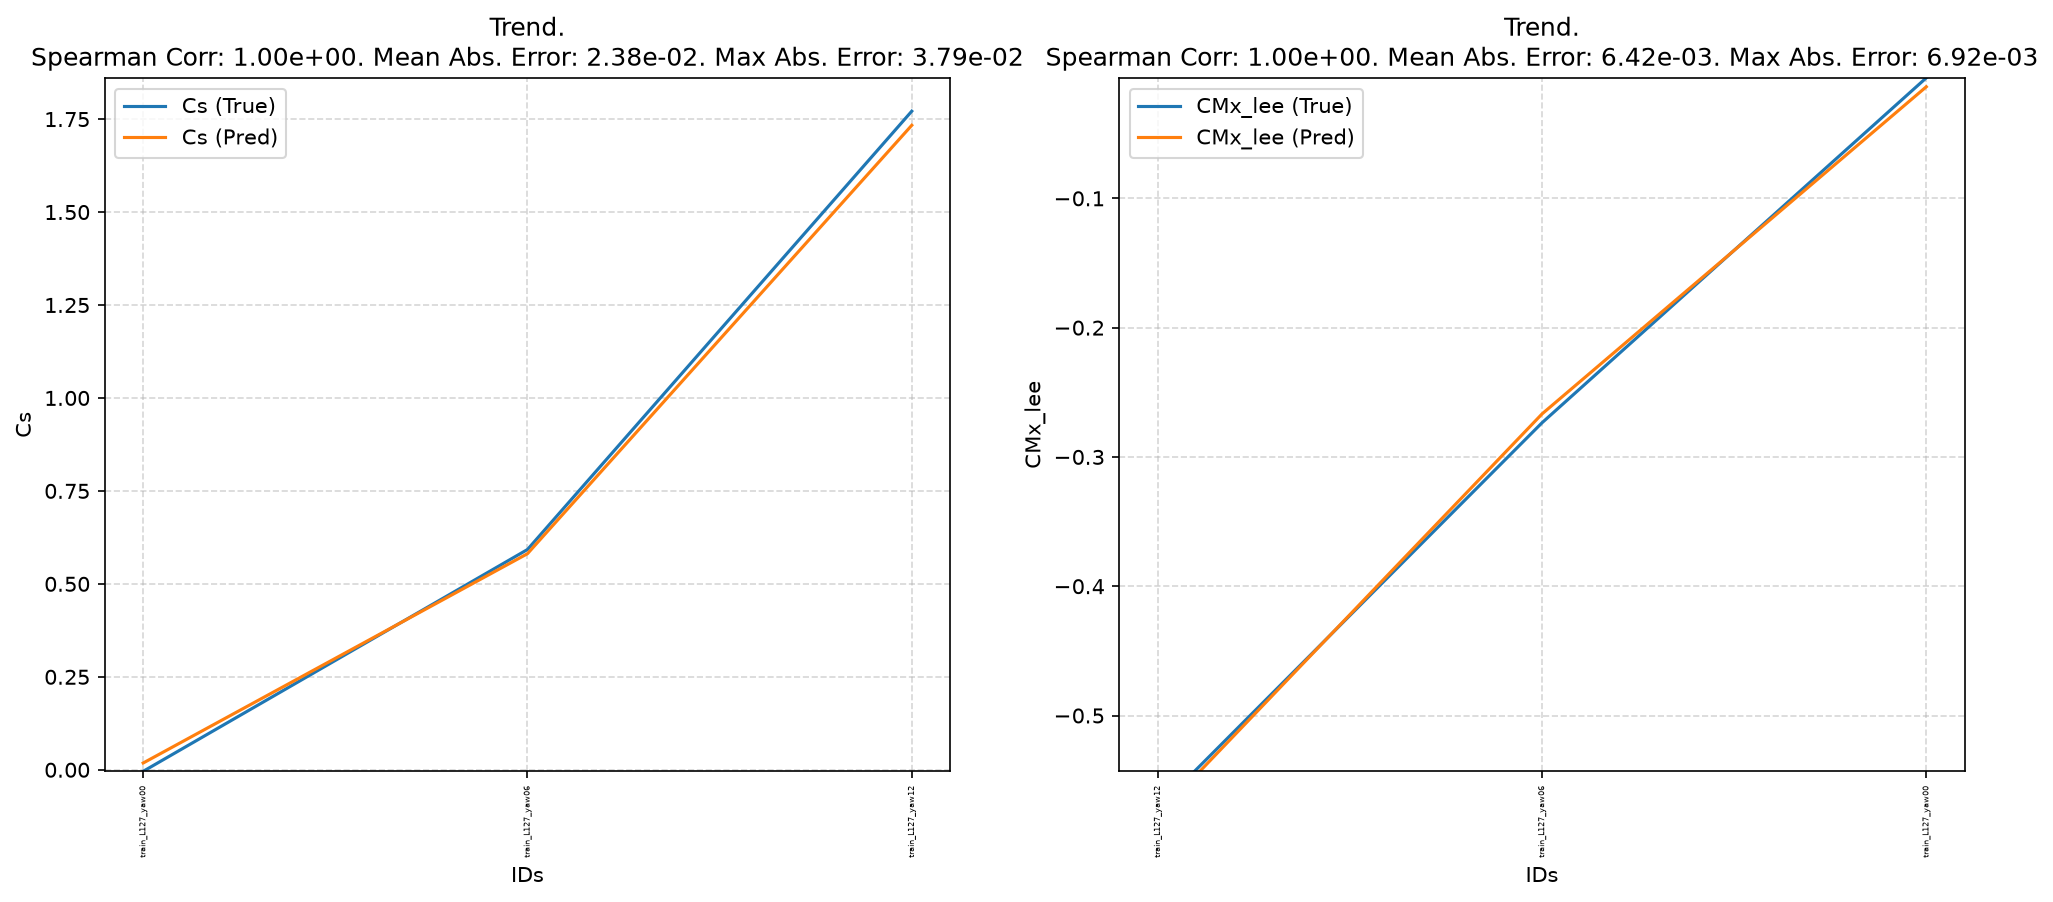 Trend.
Spearman Corr: 1.00e+00. Mean Abs. Error: 2.38e-02. Max Abs. Error: 3.79e-02
Cs (True)
Cs (Pred)
1.75
1.50
1.25
1.00
0.75
0.50
0.25
0.00
Cs
train_L127_yaw00
train_L127_yaw06
train_L127_yaw12
IDs
Trend.
Spearman Corr: 1.00e+00. Mean Abs. Error: 6.42e-03. Max Abs. Error: 6.92e-03
CMx_lee (True)
CMx_lee (Pred)
−0.1
−0.2
−0.3
−0.4
−0.5
CMx_lee
train_L127_yaw12
train_L127_yaw06
train_L127_yaw00
IDs